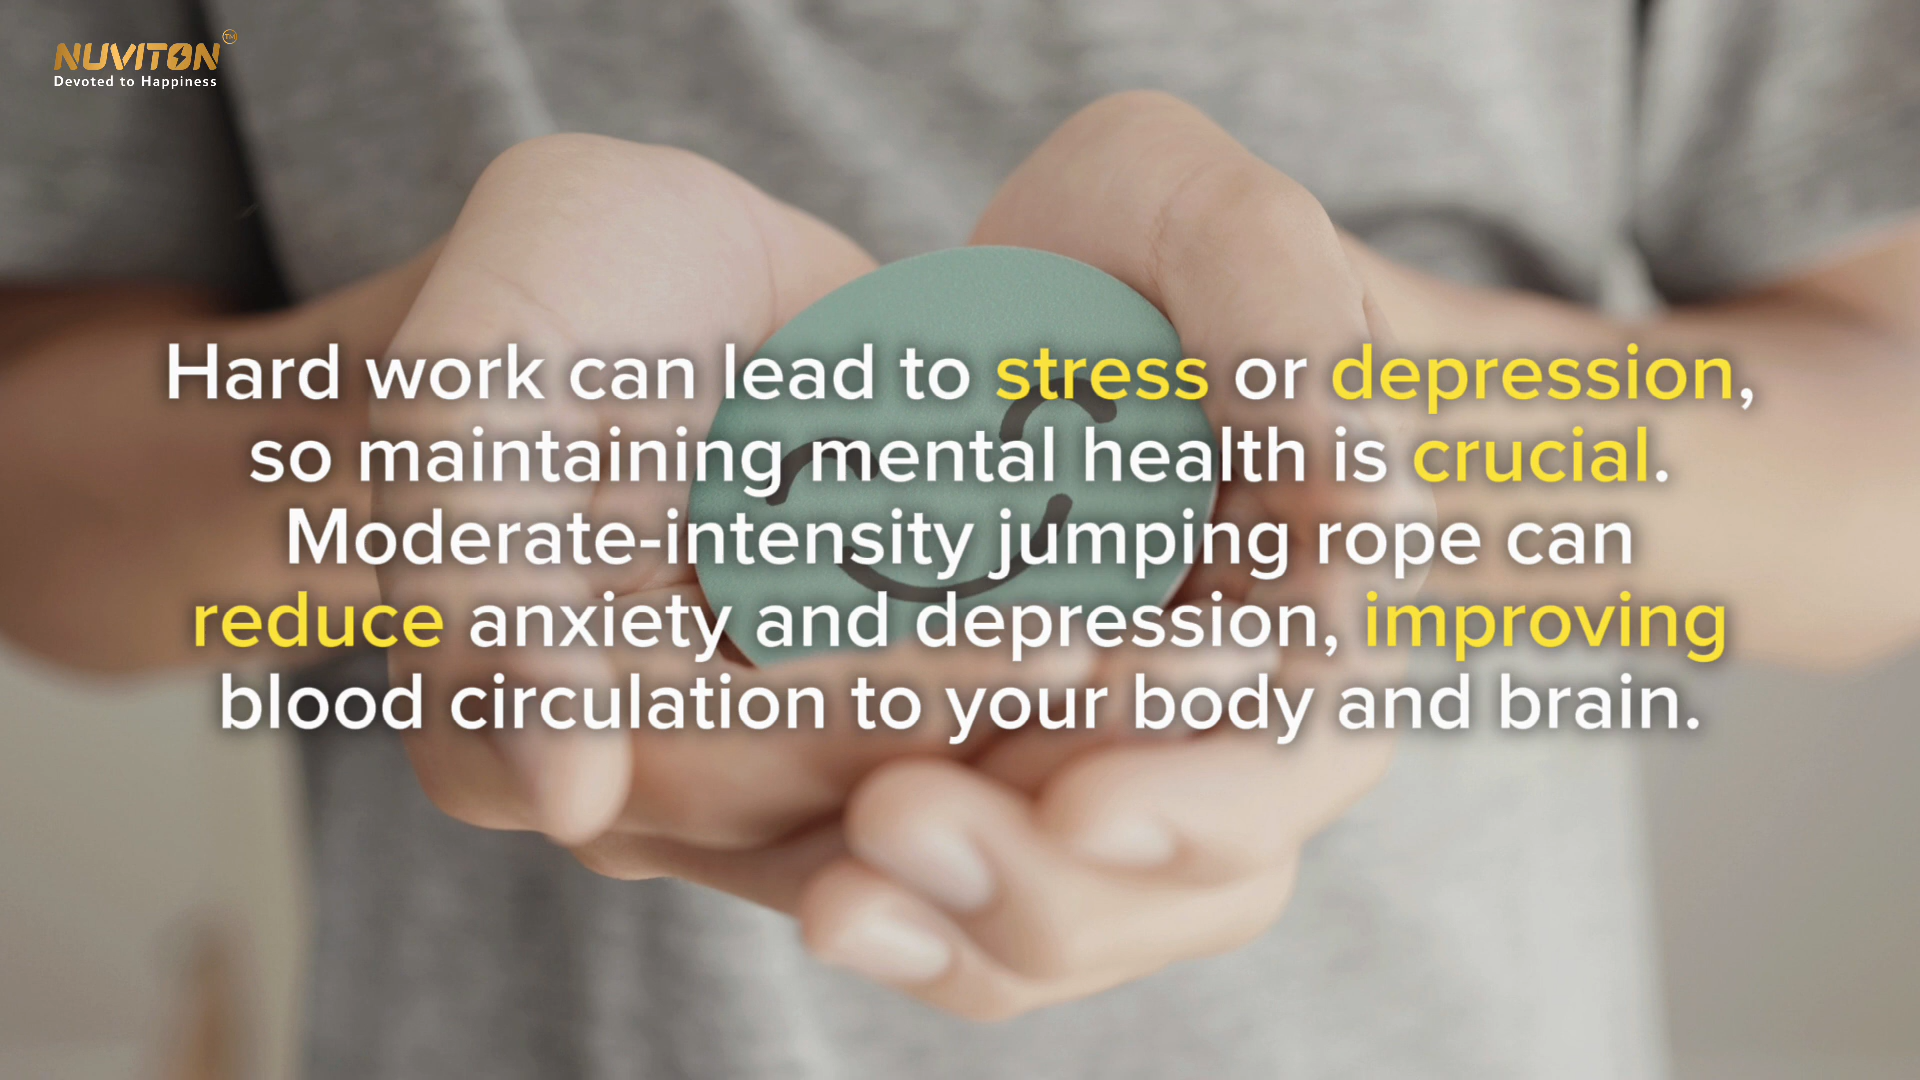 NUVITON
TM
Devoted to Happiness
Hard work can lead to stress or depression,
so maintaining mental health is crucial.
Moderate-intensity jumping rope can
reduce anxiety and depression, improving
blood circulation to your body and brain.